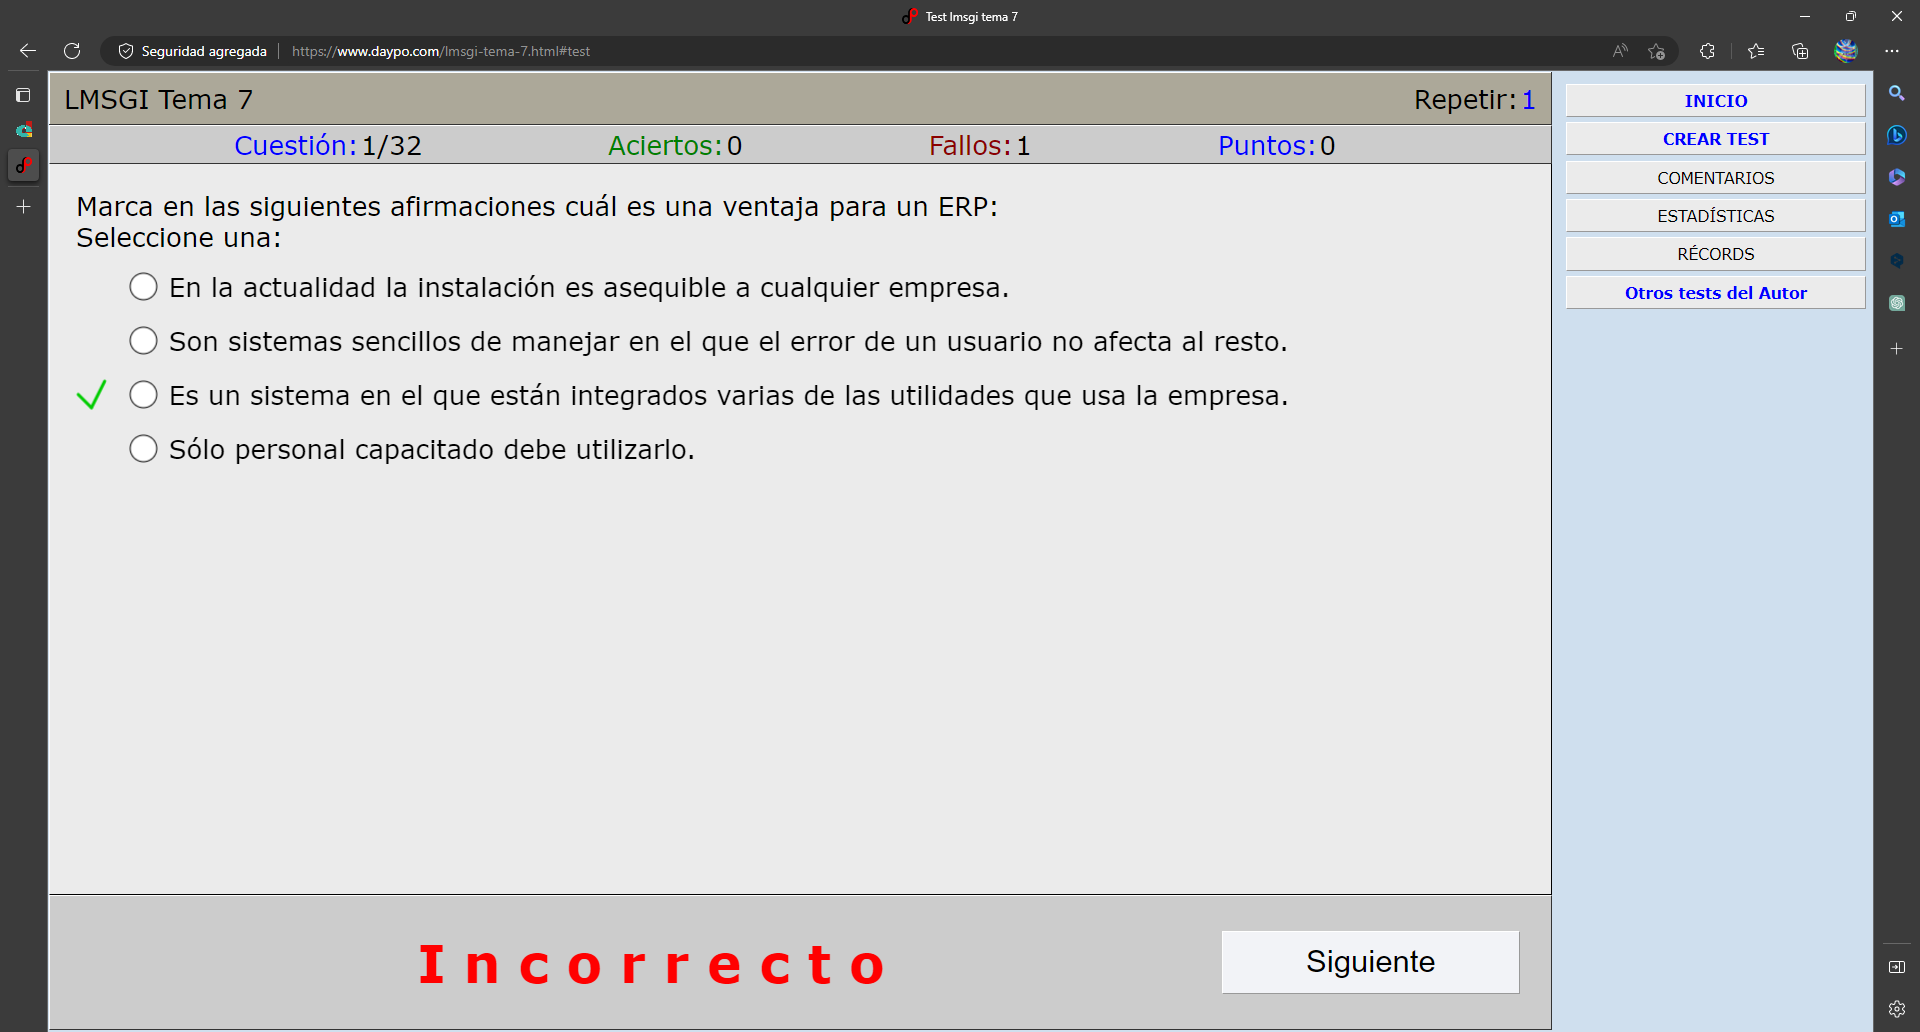 Test lmsgi tema 7
Seguridad agregada
https://www.daypo.com/lmsgi-tema-7.html#test
LMSGI Tema 7
Repetir: 1
Cuestión: 1/32
Aciertos: 0
Fallos: 1
Puntos: 0
Marca en las siguientes afirmaciones cuál es una ventaja para un ERP:
Seleccione una:
En la actualidad la instalación es asequible a cualquier empresa.
Son sistemas sencillos de manejar en el que el error de un usuario no afecta al resto.
Es un sistema en el que están integrados varias de las utilidades que usa la empresa.
Sólo personal capacitado debe utilizarlo.
Incorrecto
Siguiente
INICIO
CREAR TEST
COMENTARIOS
ESTADÍSTICAS
RÉCORDS
Otros tests del Autor